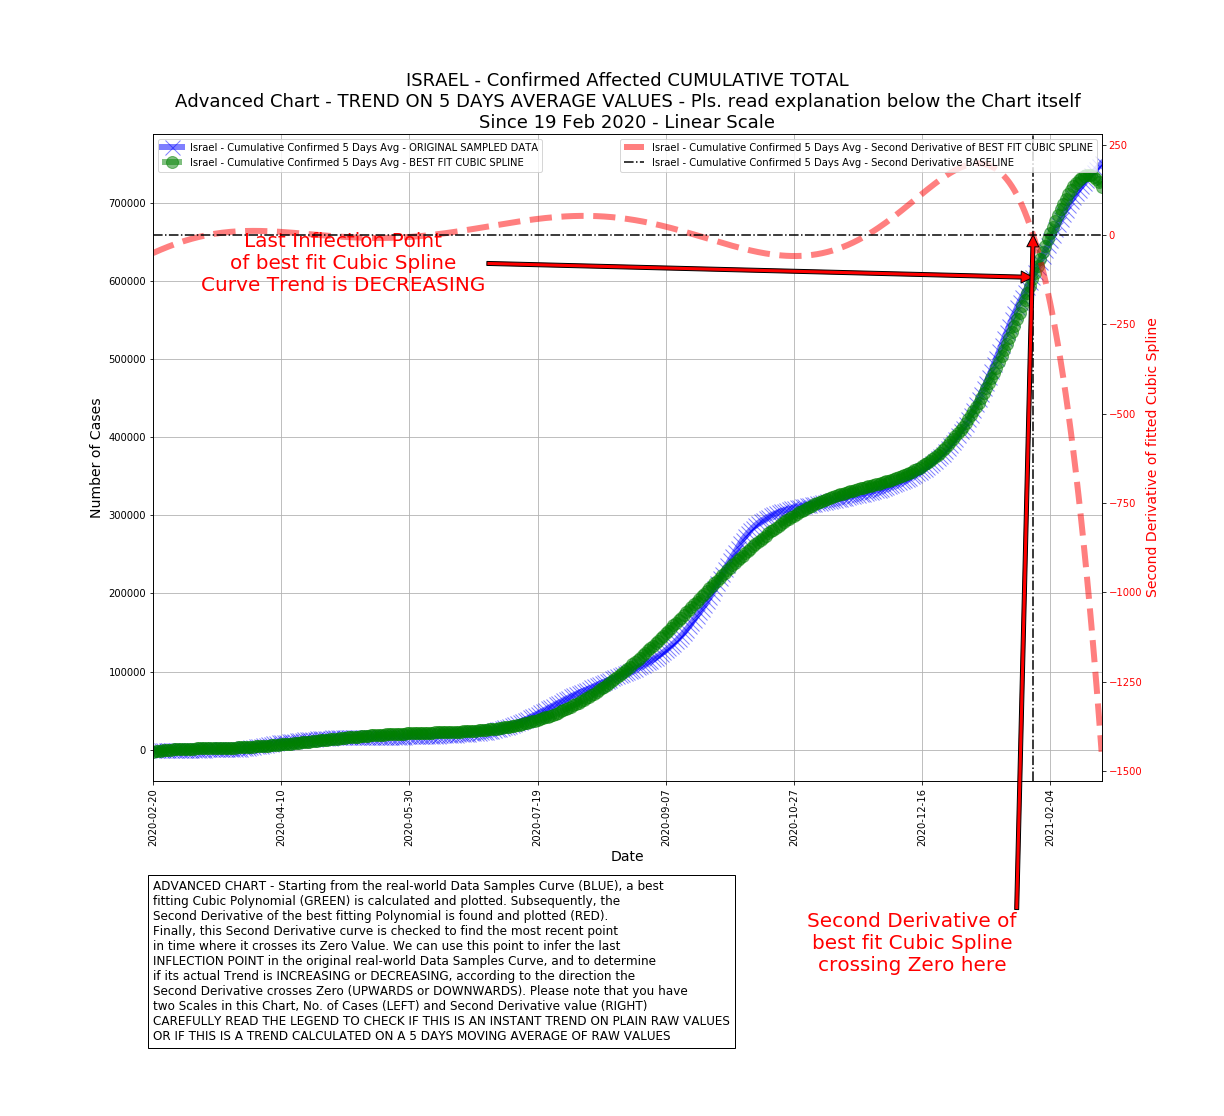 ISRAEL - Confirmed Affected CUMULATIVE TOTAL
Advanced Chart - TREND ON 5 DAYS AVERAGE VALUES - Pls. read explanation below the Chart itself
Since 19 Feb 2020 - Linear Scale
Israel - Cumulative Confirmed 5 Days Avg - ORIGINAL SAMPLED DATA
Israel - Cumulative Confirmed 5 Days Avg - BEST FIT CUBIC SPLINE
Israel - Cumulative Confirmed 5 Days Avg - Second Derivative of BEST FIT CUBIC SPLINE
Israel - Cumulative Confirmed 5 Days Avg - Second Derivative BASELINE
Last Inflection Point
of best fit Cubic Spline
Curve Trend is DECREASING
Number of Cases
700000
600000
500000
400000
300000
200000
100000
0
250
0
−250
−500
−750
−1000
−1250
−1500
Second Derivative of fitted Cubic Spline
2020-02-20
2020-04-10
2020-05-30
2020-07-19
2020-09-07
2020-10-27
2020-12-16
2021-02-04
Date
ADVANCED CHART - Starting from the real-world Data Samples Curve (BLUE), a best
fitting Cubic Polynomial (GREEN) is calculated and plotted. Subsequently, the
Second Derivative of the best fitting Polynomial is found and plotted (RED).
Finally, this Second Derivative curve is checked to find the most recent point
in time where it crosses its Zero Value. We can use this point to infer the last
INFLECTION POINT in the original real-world Data Samples Curve, and to determine
if its actual Trend is INCREASING or DECREASING, according to the direction the
Second Derivative crosses Zero (UPWARDS or DOWNWARDS). Please note that you have
two Scales in this Chart, No. of Cases (LEFT) and Second Derivative value (RIGHT)
CAREFULLY READ THE LEGEND TO CHECK IF THIS IS AN INSTANT TREND ON PLAIN RAW VALUES
OR IF THIS IS A TREND CALCULATED ON A 5 DAYS MOVING AVERAGE OF RAW VALUES
Second Derivative of
best fit Cubic Spline
crossing Zero here